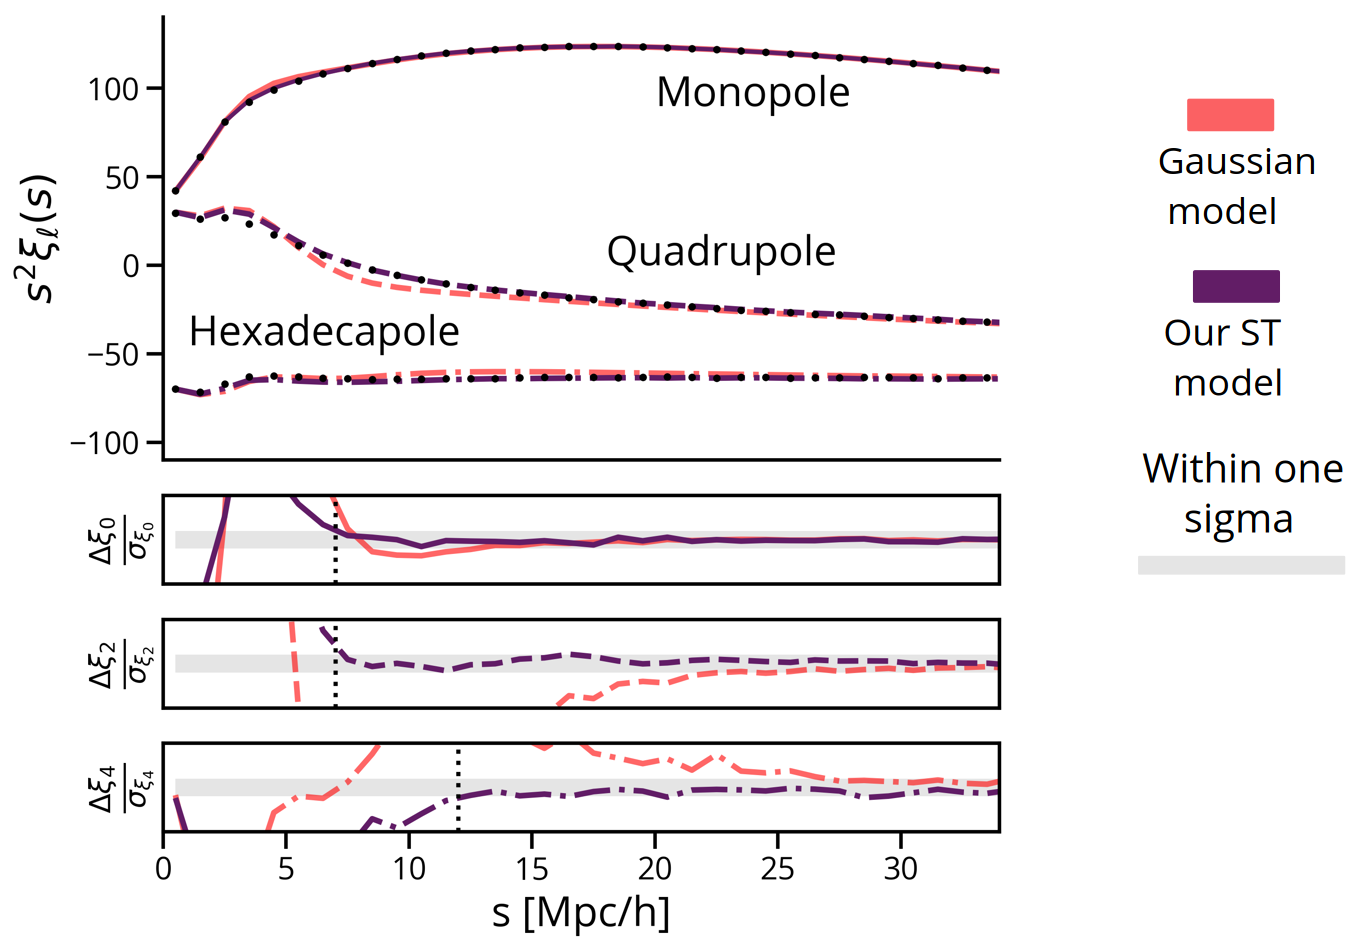 100
50
0
−50
−100
s²ξℓ(s)
Monopole
Quadrupole
Hexadecapole
Gaussian
model
Our ST
model
Within one
sigma
Δξ₀
σξ₀
Δξ₂
σξ₂
Δξ₄
σξ₄
0 5 10 15 20 25 30
s [Mpc/h]